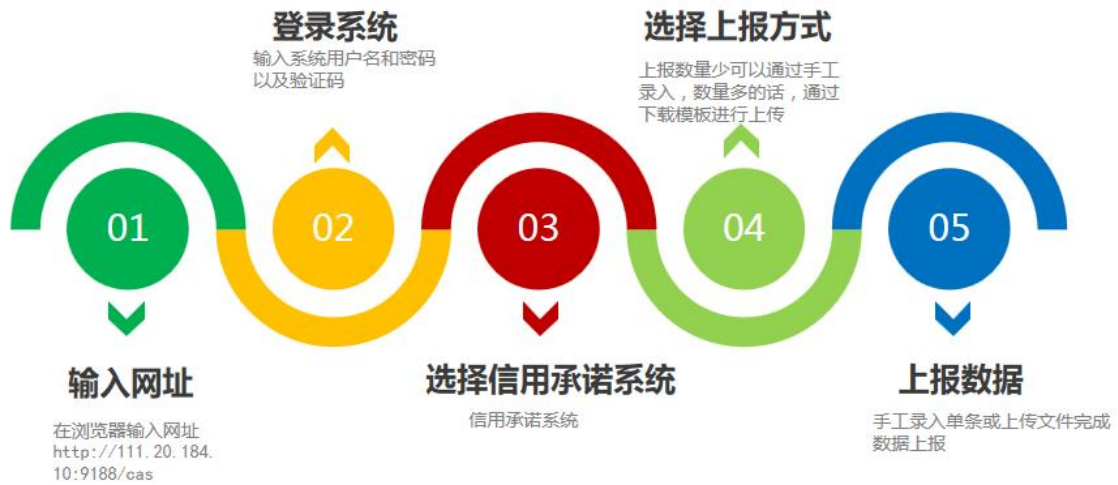 01
输入网址
在浏览器输入网址
http://111.20.184.
10:9188/cas
登录系统
输入系统用户名和密码
以及验证码
02
03
选择信用承诺系统
信用承诺系统
选择上报方式
上报数量少可以通过手工
录入，数量多的话，通过
下载模板进行上传
04
05
上报数据
手工录入单条或上传文件完成
数据上报